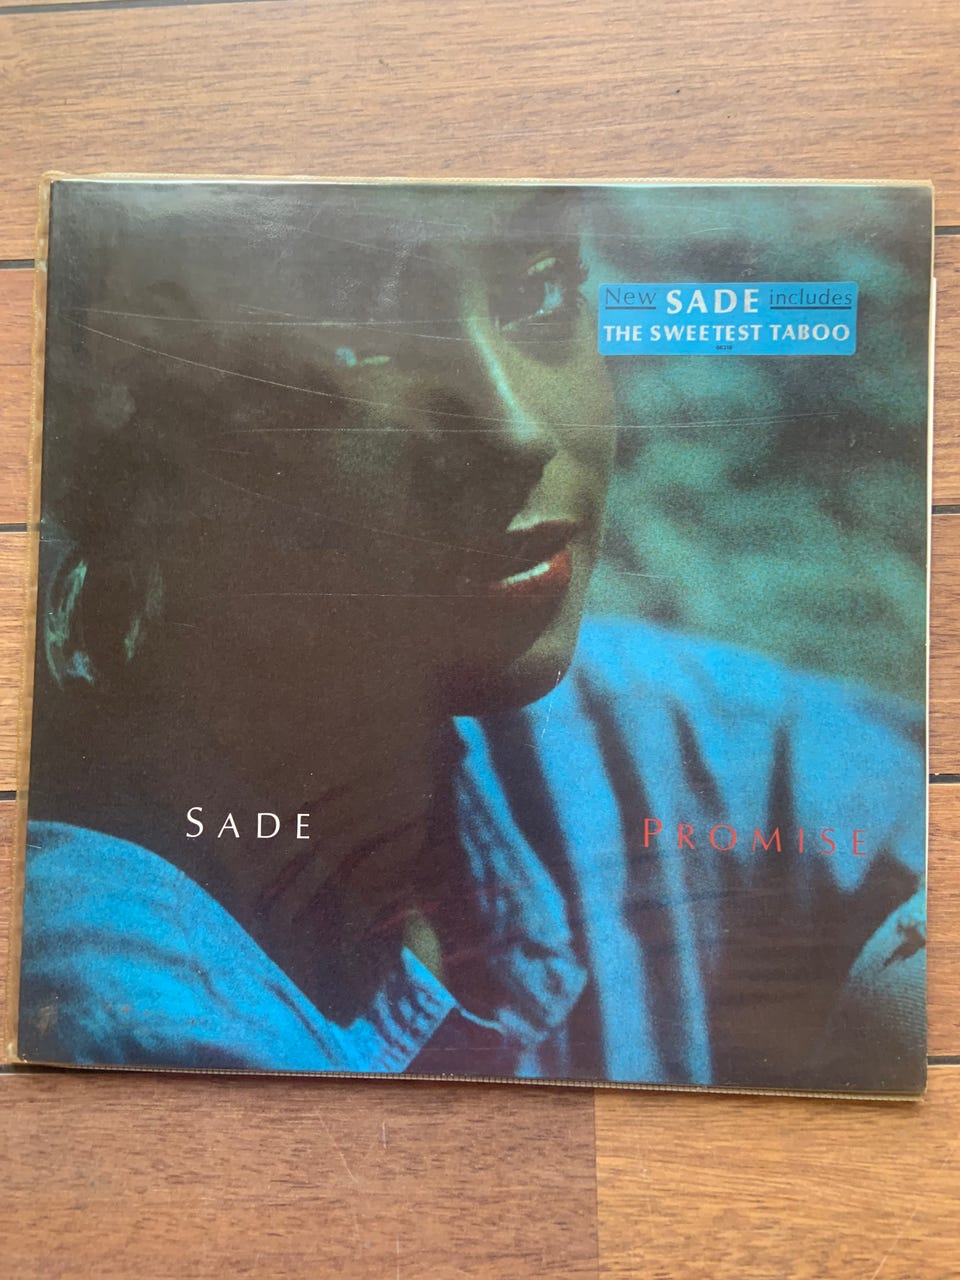 New SADE includes
THE SWEETEST TABOO
SADE
PROMISE